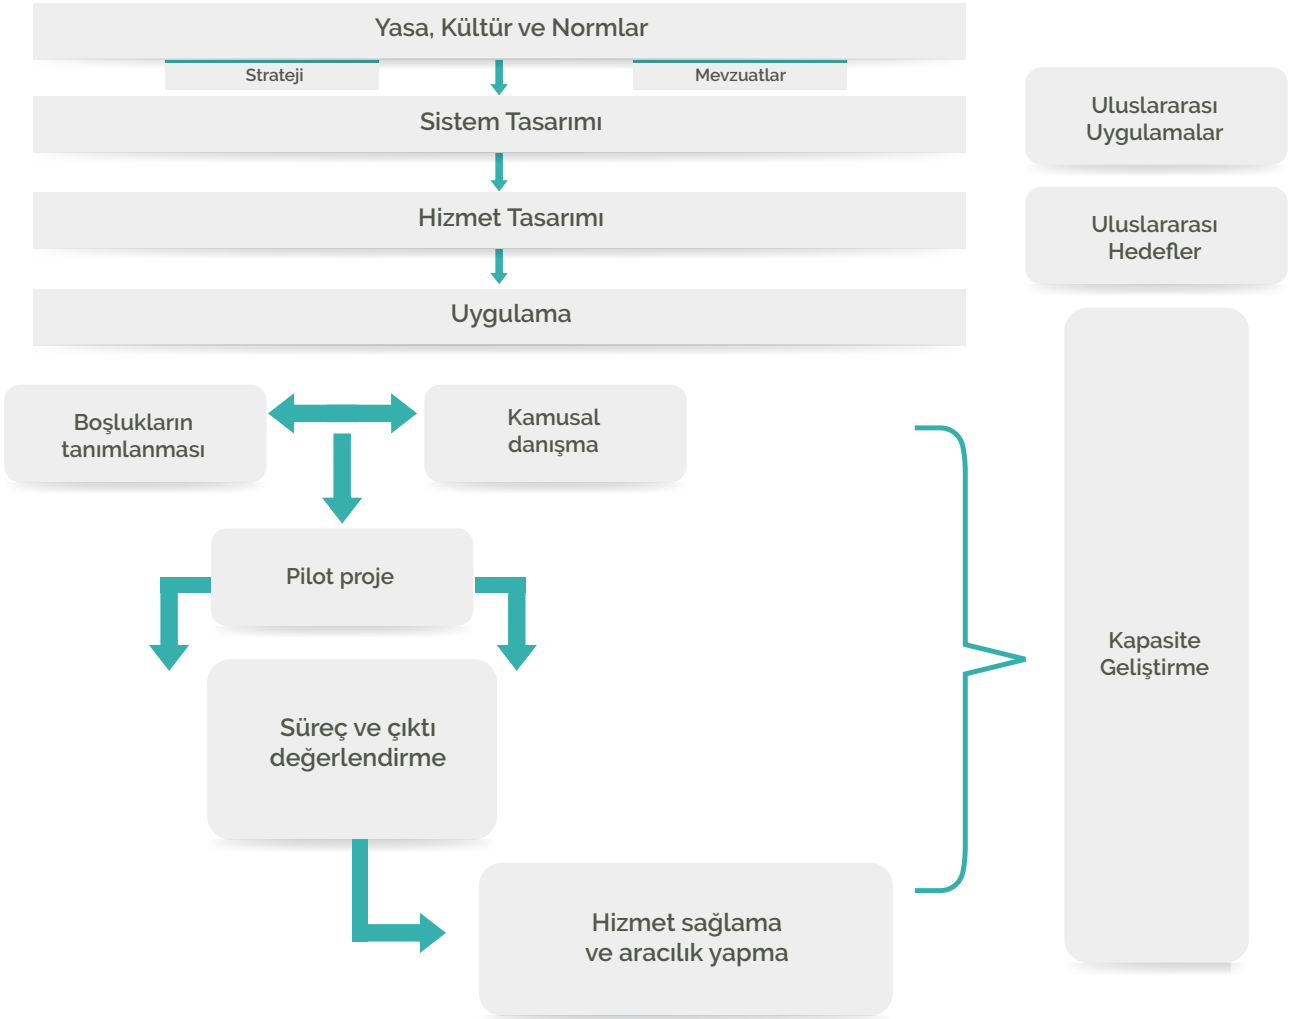 Yasa, Kültür ve Normlar
Strateji
Mevzuatlar
Sistem Tasarımı
Hizmet Tasarımı
Uygulama
Uluslararası
Uygulamalar
Uluslararası
Hedefler
Boşlukların
tanımlanması
Kamusal
danışma
Pilot proje
Süreç ve çıktı
değerlendirme
Hizmet sağlama
ve aracılık yapma
Kapasite
Geliştirme